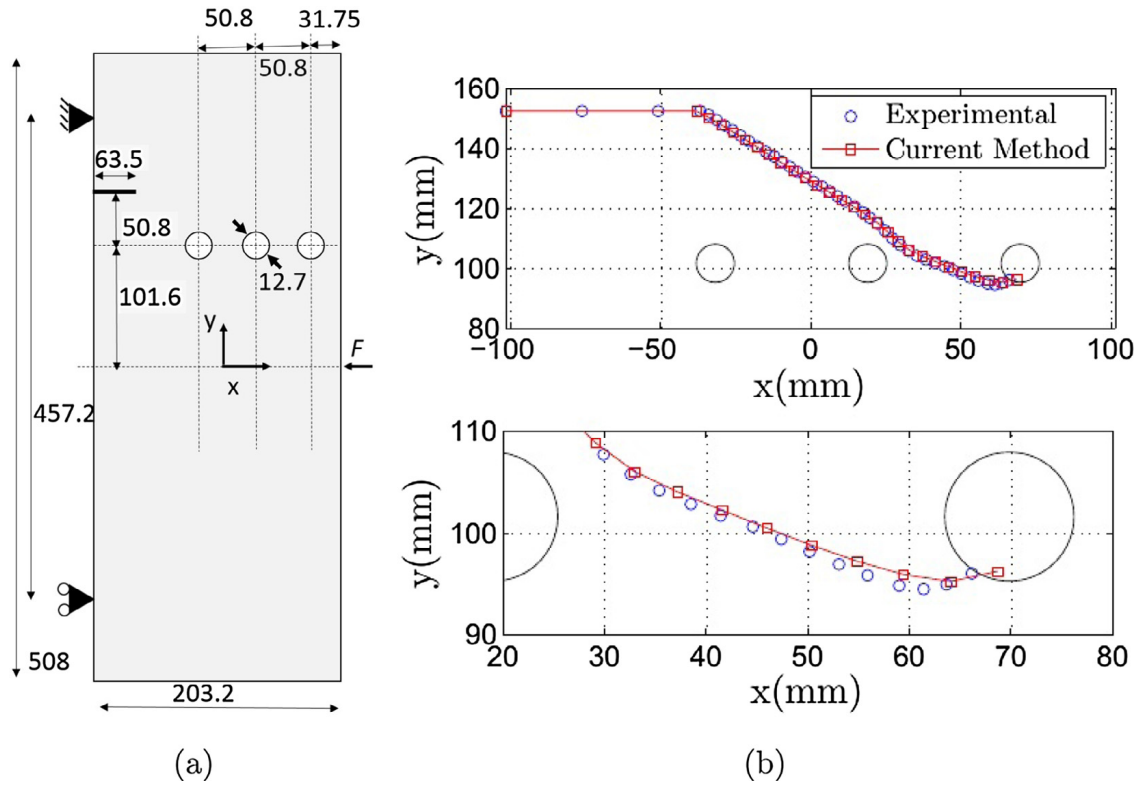 50.8
31.75
50.8
63.5
50.8
12.7
101.6
y
x
F
457.2
508
203.2
(a)
160
140
120
100
80
y(mm)
Experimental
Current Method
−100
−50
0
50
100
x(mm)
110
100
90
y(mm)
20
30
40
50
60
70
80
x(mm)
(b)